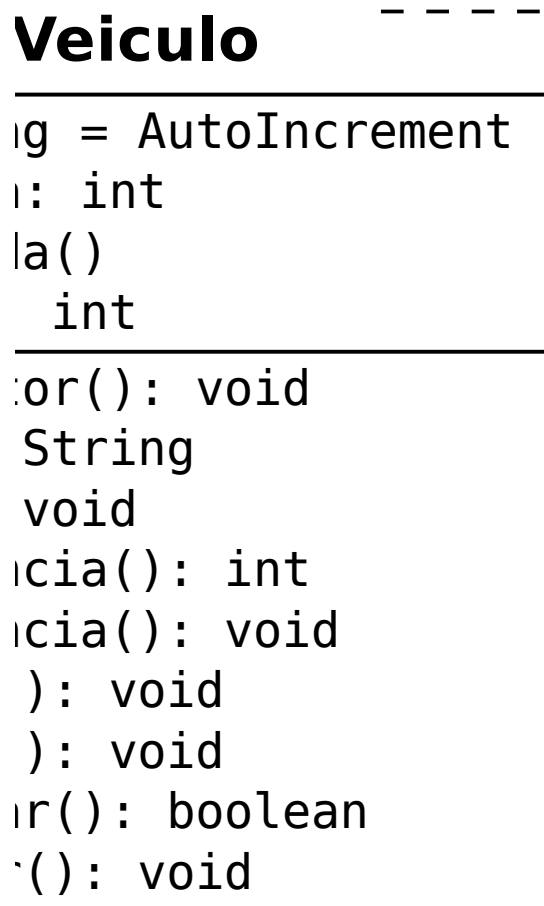 Veiculo
g = AutoIncrement
: int
a()
int
or(): void
String
void
cia(): int
cia(): void
): void
): void
r(): boolean
(): void